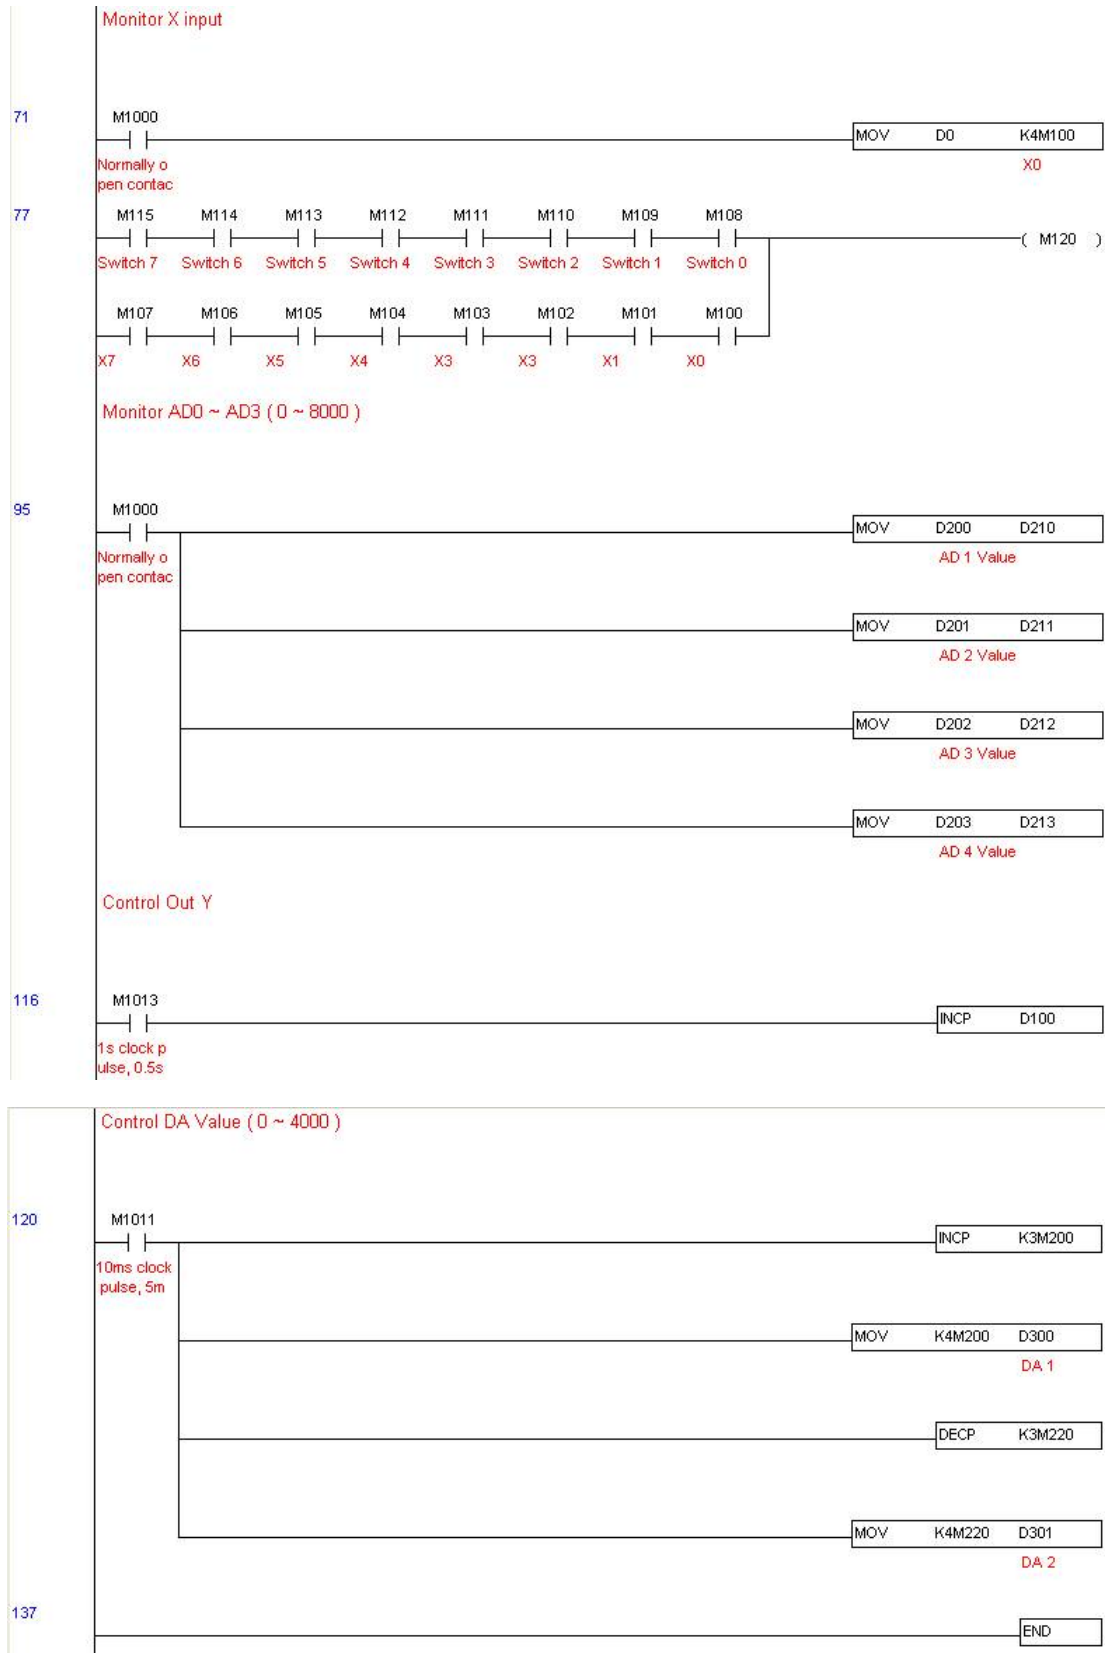 Monitor X input
71 M1000
MOV D0 K4M100
Normally o
pen contac
X0
77 M115 M114 M113 M112 M111 M110 M109 M108
( M120 )
Switch 7 Switch 6 Switch 5 Switch 4 Switch 3 Switch 2 Switch 1 Switch 0
M107 M106 M105 M104 M103 M102 M101 M100
X7 X6 X5 X4 X3 X3 X1 X0
Monitor AD0 ~ AD3 ( 0 ~ 8000 )
95 M1000
MOV D200 D210
Normally o
pen contac
AD 1 Value
MOV D201 D211
AD 2 Value
MOV D202 D212
AD 3 Value
MOV D203 D213
AD 4 Value
Control Out Y
116 M1013
INCP D100
1s clock p
ulse, 0.5s
Control DA Value ( 0 ~ 4000 )
120 M1011
INCP K3M200
10ms clock
pulse, 5m
MOV K4M200 D300
DA 1
DECP K3M220
MOV K4M220 D301
DA 2
137
END